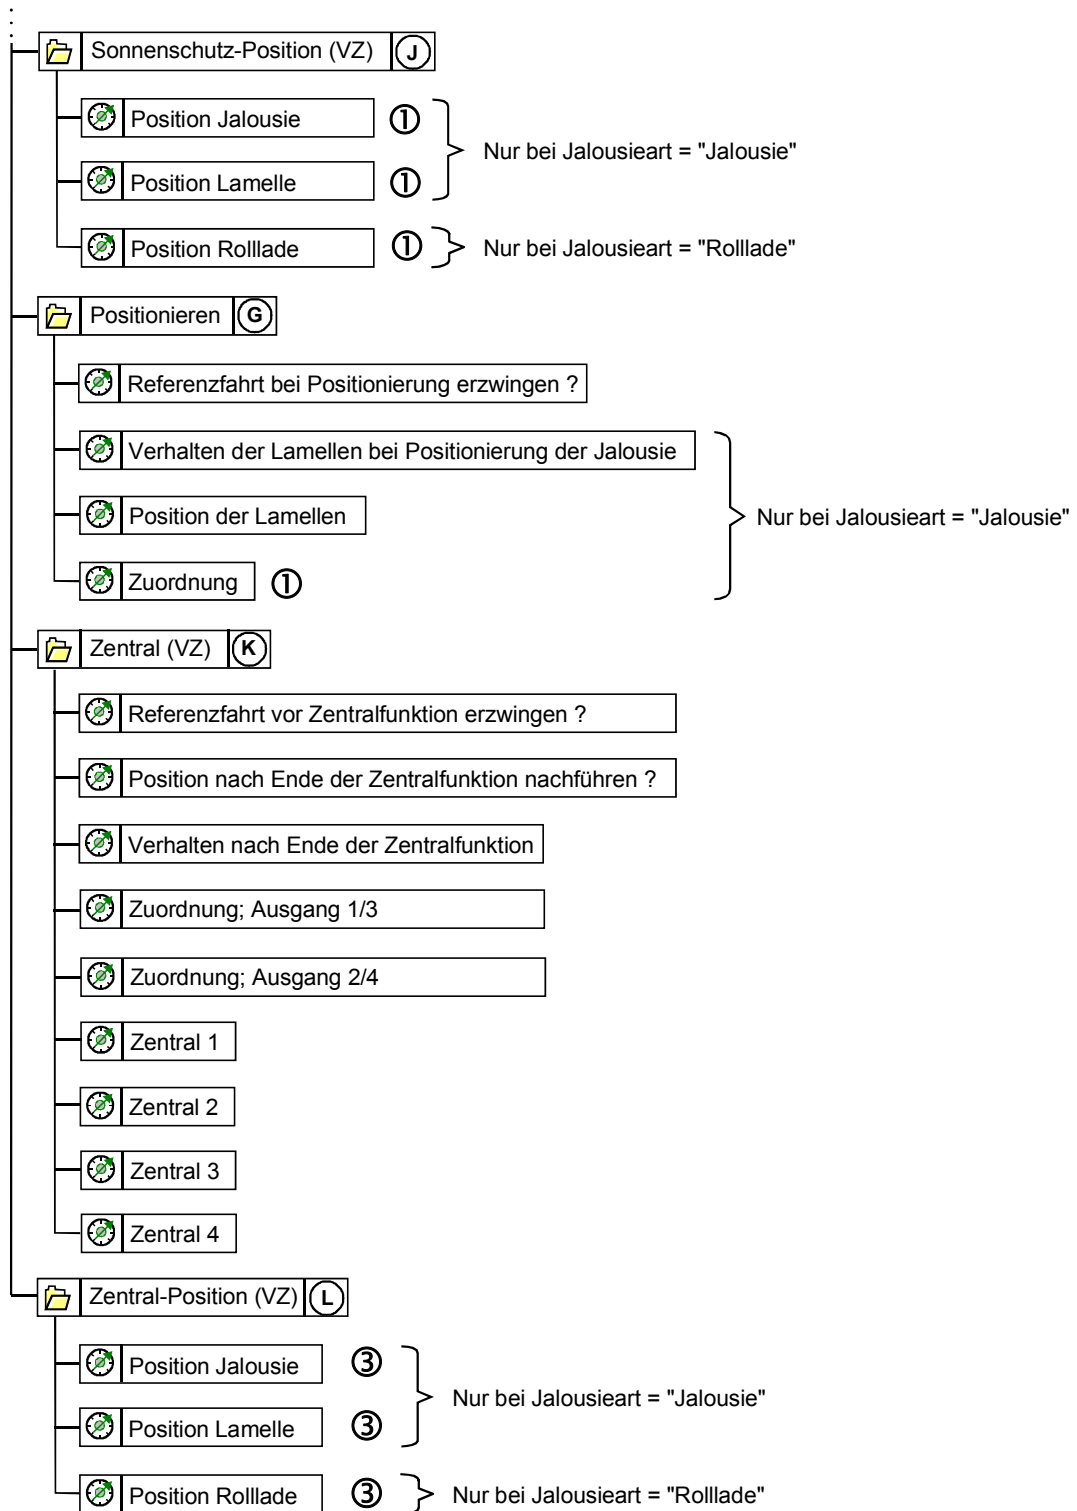 Sonnenschutz-Position (VZ) J
Position Jalousie ①
Nur bei Jalousieart = "Jalousie"
Position Lamelle ①
Position Rolllade ① Nur bei Jalousieart = "Rolllade"
Positionieren G
Referenzfahrt bei Positionierung erzwingen ?
Verhalten der Lamellen bei Positionierung der Jalousie
Position der Lamellen
Nur bei Jalousieart = "Jalousie"
Zuordnung ①
Zentral (VZ) K
Referenzfahrt vor Zentralfunktion erzwingen ?
Position nach Ende der Zentralfunktion nachführen ?
Verhalten nach Ende der Zentralfunktion
Zuordnung; Ausgang 1/3
Zuordnung; Ausgang 2/4
Zentral 1
Zentral 2
Zentral 3
Zentral 4
Zentral-Position (VZ) L
Position Jalousie ③
Nur bei Jalousieart = "Jalousie"
Position Lamelle ③
Position Rolllade ③ Nur bei Jalousieart = "Rolllade"